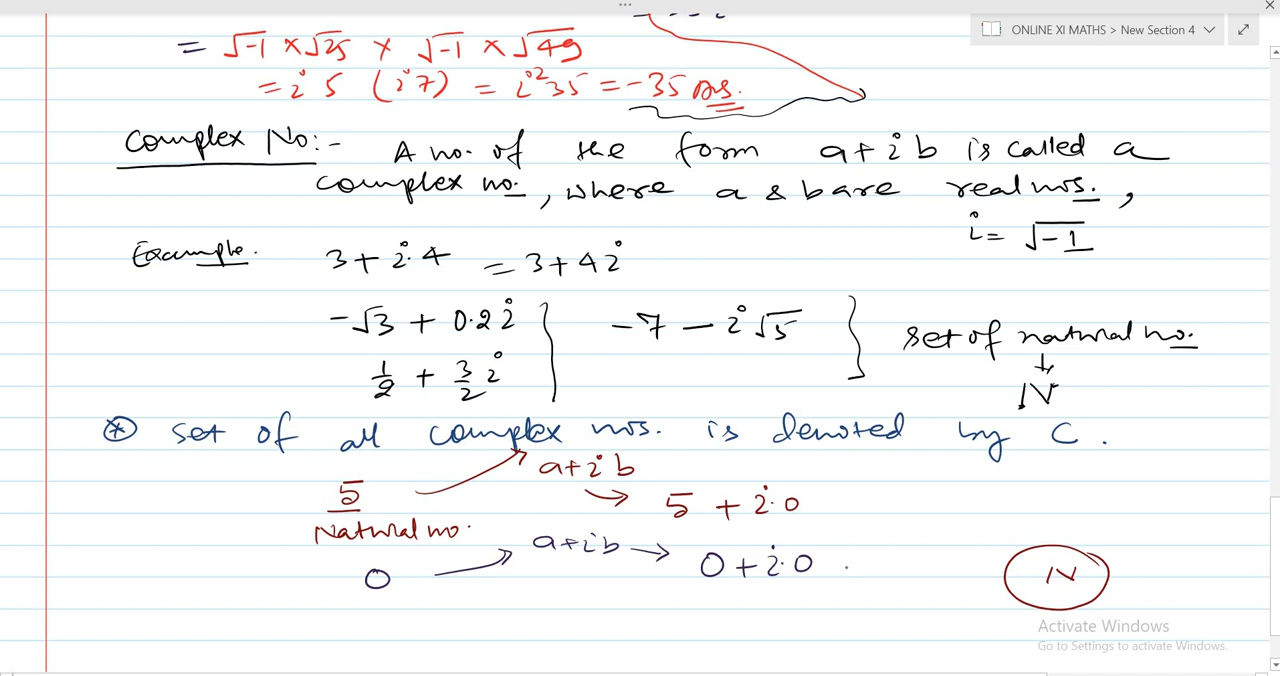 ONLINE XI MATHS > New Section 4
= √-1 × √25 × √-1 × √49
= i 5 (i 7) = i² 35 = -35 Ans.
Complex No:- A no. of the form a+ib is called a
complex no., where a & b are real nos.,
i = √-1
Example. 3 + i·4 = 3 + 4i
-√3 + 0.2i } -7 - i√5 } set of natural no.
1/2 + 3/2 i
N
* set of all complex nos. is denoted by C.
5 → a+ib → 5 + i·0
Natural no.
0 → a+ib → 0 + i·0
N
Activate Windows
Go to Settings to activate Windows.